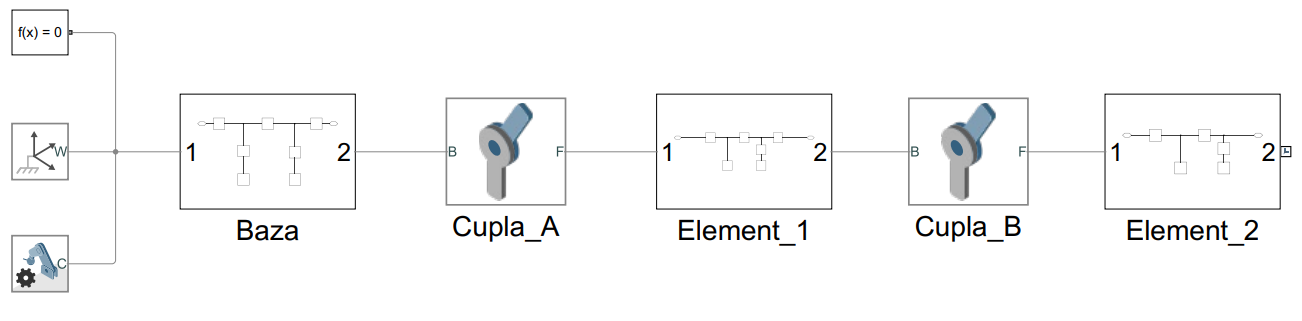 f(x) = 0
W
C
1
2
Baza
B
F
Cupla_A
1
2
Element_1
B
F
Cupla_B
1
2
Element_2